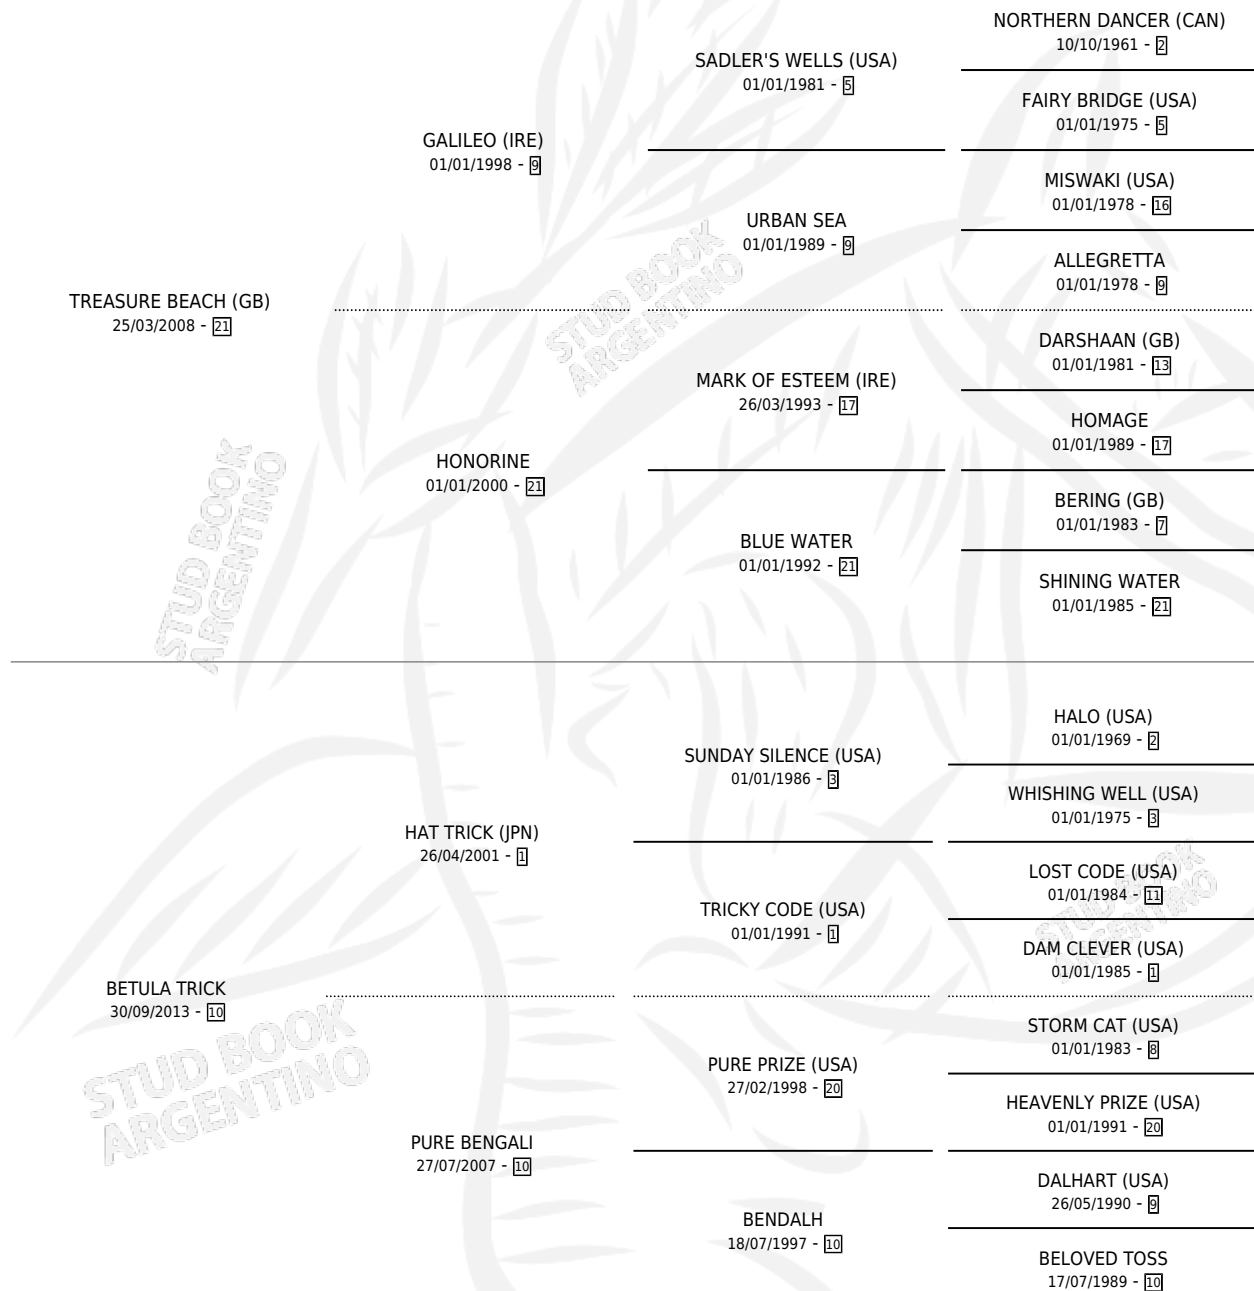 NORTHERN DANCER (CAN)
10/10/1961 - 2
SADLER'S WELLS (USA)
01/01/1981 - 5
FAIRY BRIDGE (USA)
01/01/1975 - 5
GALILEO (IRE)
01/01/1998 - 9
MISWAKI (USA)
01/01/1978 - 16
URBAN SEA
01/01/1989 - 9
ALLEGRETTA
01/01/1978 - 9
TREASURE BEACH (GB)
25/03/2008 - 21
DARSHAAN (GB)
01/01/1981 - 13
MARK OF ESTEEM (IRE)
26/03/1993 - 17
HOMAGE
01/01/1989 - 17
HONORINE
01/01/2000 - 21
BERING (GB)
01/01/1983 - 7
BLUE WATER
01/01/1992 - 21
SHINING WATER
01/01/1985 - 21
STUD BOOK
ARGENTINO
STUD BOOK
ARGENTINO
HALO (USA)
01/01/1969 - 2
SUNDAY SILENCE (USA)
01/01/1986 - 3
WHISHING WELL (USA)
01/01/1975 - 3
HAT TRICK (JPN)
26/04/2001 - 1
LOST CODE (USA)
01/01/1984 - 11
TRICKY CODE (USA)
01/01/1991 - 1
DAM CLEVER (USA)
01/01/1985 - 1
BETULA TRICK
30/09/2013 - 10
STORM CAT (USA)
01/01/1983 - 8
PURE PRIZE (USA)
27/02/1998 - 20
HEAVENLY PRIZE (USA)
01/01/1991 - 20
PURE BENGALI
27/07/2007 - 10
DALHART (USA)
26/05/1990 - 9
BENDALH
18/07/1997 - 10
BELOVED TOSS
17/07/1989 - 10
STUD BOOK
ARGENTINO
STUD BOOK
ARGENTINO